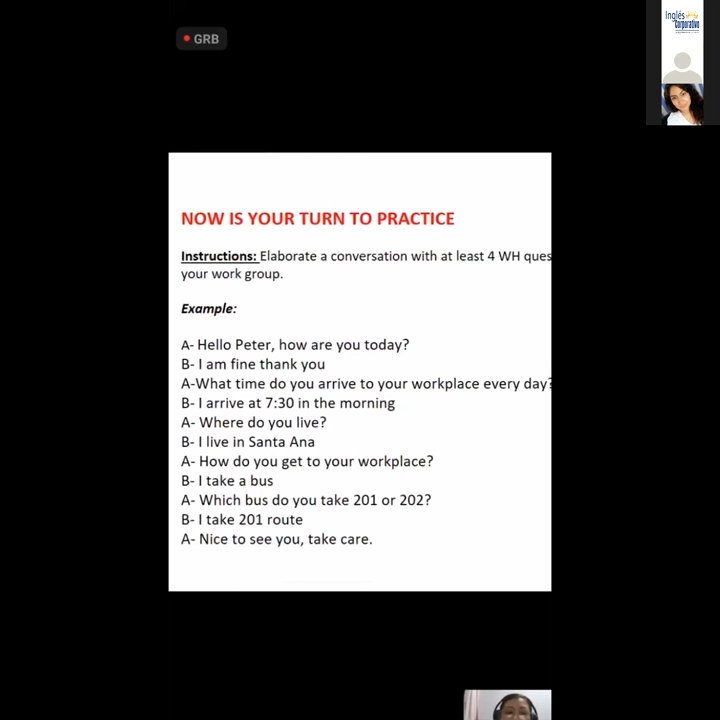 GRB
Inglés
Corporativo
NOW IS YOUR TURN TO PRACTICE
Instructions: Elaborate a conversation with at least 4 WH ques
your work group.
Example:
A- Hello Peter, how are you today?
B- I am fine thank you
A-What time do you arrive to your workplace every day?
B- I arrive at 7:30 in the morning
A- Where do you live?
B- I live in Santa Ana
A- How do you get to your workplace?
B- I take a bus
A- Which bus do you take 201 or 202?
B- I take 201 route
A- Nice to see you, take care.